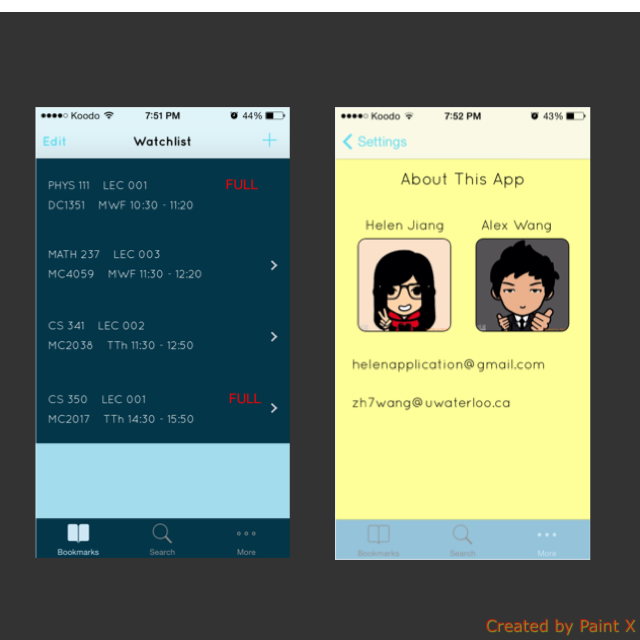 ●●●●○ Koodo 7:51 PM 44%
Edit Watchlist +
PHYS 111 LEC 001 FULL
DC1351 MWF 10:30 - 11:20
MATH 237 LEC 003
MC4059 MWF 11:30 - 12:20
CS 341 LEC 002
MC2038 TTh 11:30 - 12:50
CS 350 LEC 001 FULL
MC2017 TTh 14:30 - 15:50
Bookmarks Search More
●●●●○ Koodo 7:52 PM 43%
Settings
About This App
Helen Jiang Alex Wang
helenapplication@gmail.com
zh7wang@uwaterloo.ca
Bookmarks Search More
Created by Paint X